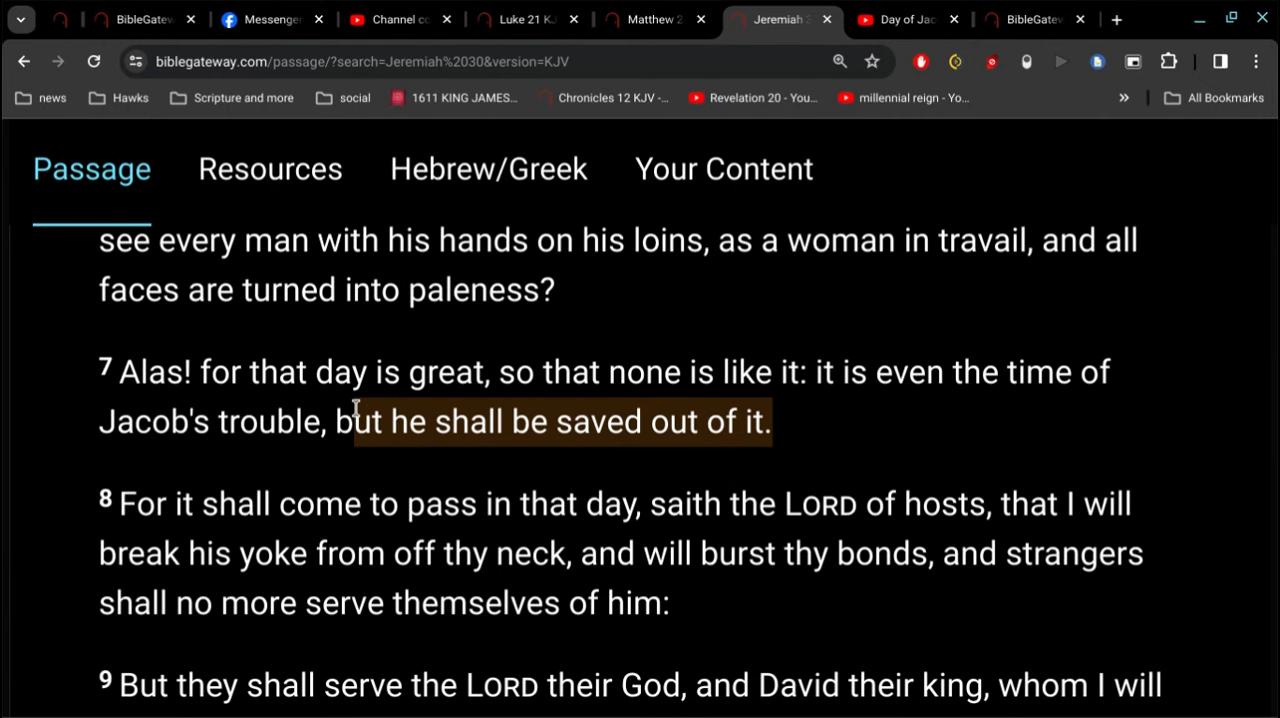 BibleGatew
Messenger
Channel co
Luke 21 KJ
Matthew 2
Jeremiah 3
Day of Jac
BibleGatew
biblegateway.com/passage/?search=Jeremiah%2030&version=KJV
news
Hawks
Scripture and more
social
1611 KING JAMES...
Chronicles 12 KJV -...
Revelation 20 - You...
millennial reign - Yo...
»
All Bookmarks
Passage
Resources
Hebrew/Greek
Your Content
see every man with his hands on his loins, as a woman in travail, and all
faces are turned into paleness?
7 Alas! for that day is great, so that none is like it: it is even the time of
Jacob's trouble, but he shall be saved out of it.
8 For it shall come to pass in that day, saith the LORD of hosts, that I will
break his yoke from off thy neck, and will burst thy bonds, and strangers
shall no more serve themselves of him:
9 But they shall serve the LORD their God, and David their king, whom I will